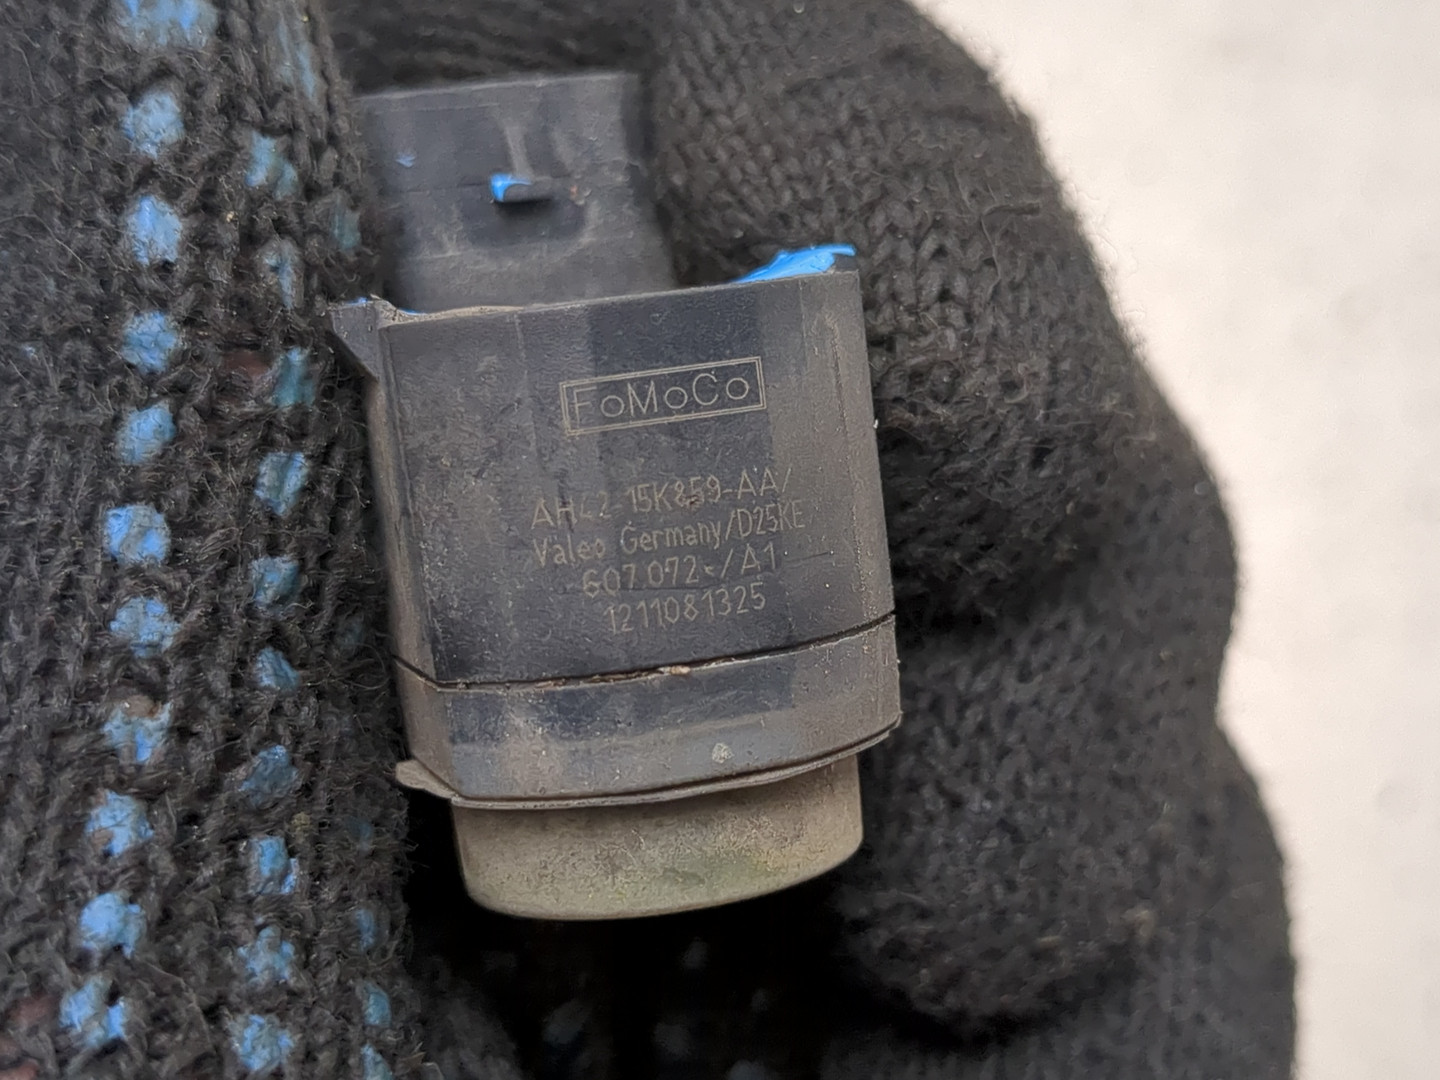 FoMoCo
AH42-15K859-AA/
Valeo Germany/D25KE
607.072-/A1
1211081325